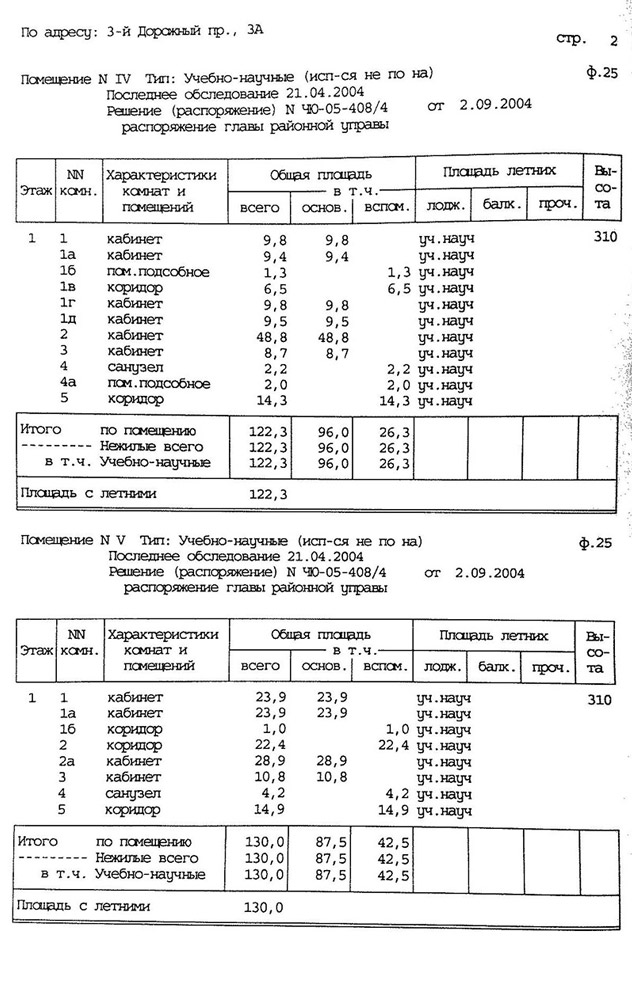 По адресу: 3-й Дорожный пр., 3А
стр. 2
Помещение N IV Тип: Учебно-научные (исп-ся не по на) ф.25
Последнее обследование 21.04.2004
Решение (распоряжение) N ЧЮ-05-408/4 от 2.09.2004
распоряжение главы районной управы
Этаж NN комн. Характеристики комнат и помещений Общая площадь Площадь летних Высота
в т.ч.
всего основ. вспом. лодж. балк. проч.
1 1 кабинет 9,8 9,8 уч.науч 310
1а кабинет 9,4 9,4 уч.науч
1б пом.подсобное 1,3 1,3 уч.науч
1в коридор 6,5 6,5 уч.науч
1г кабинет 9,8 9,8 уч.науч
1д кабинет 9,5 9,5 уч.науч
2 кабинет 48,8 48,8 уч.науч
3 кабинет 8,7 8,7 уч.науч
4 санузел 2,2 2,2 уч.науч
4а пом.подсобное 2,0 2,0 уч.науч
5 коридор 14,3 14,3 уч.науч
Итого по помещению 122,3 96,0 26,3
--------- Нежилые всего 122,3 96,0 26,3
в т.ч. Учебно-научные 122,3 96,0 26,3
Площадь с летними 122,3
Помещение N V Тип: Учебно-научные (исп-ся не по на) ф.25
Последнее обследование 21.04.2004
Решение (распоряжение) N ЧЮ-05-408/4 от 2.09.2004
распоряжение главы районной управы
Этаж NN комн. Характеристики комнат и помещений Общая площадь Площадь летних Высота
в т.ч.
всего основ. вспом. лодж. балк. проч.
1 1 кабинет 23,9 23,9 уч.науч 310
1а кабинет 23,9 23,9 уч.науч
1б коридор 1,0 1,0 уч.науч
2 коридор 22,4 22,4 уч.науч
2а кабинет 28,9 28,9 уч.науч
3 кабинет 10,8 10,8 уч.науч
4 санузел 4,2 4,2 уч.науч
5 коридор 14,9 14,9 уч.науч
Итого по помещению 130,0 87,5 42,5
--------- Нежилые всего 130,0 87,5 42,5
в т.ч. Учебно-научные 130,0 87,5 42,5
Площадь с летними 130,0